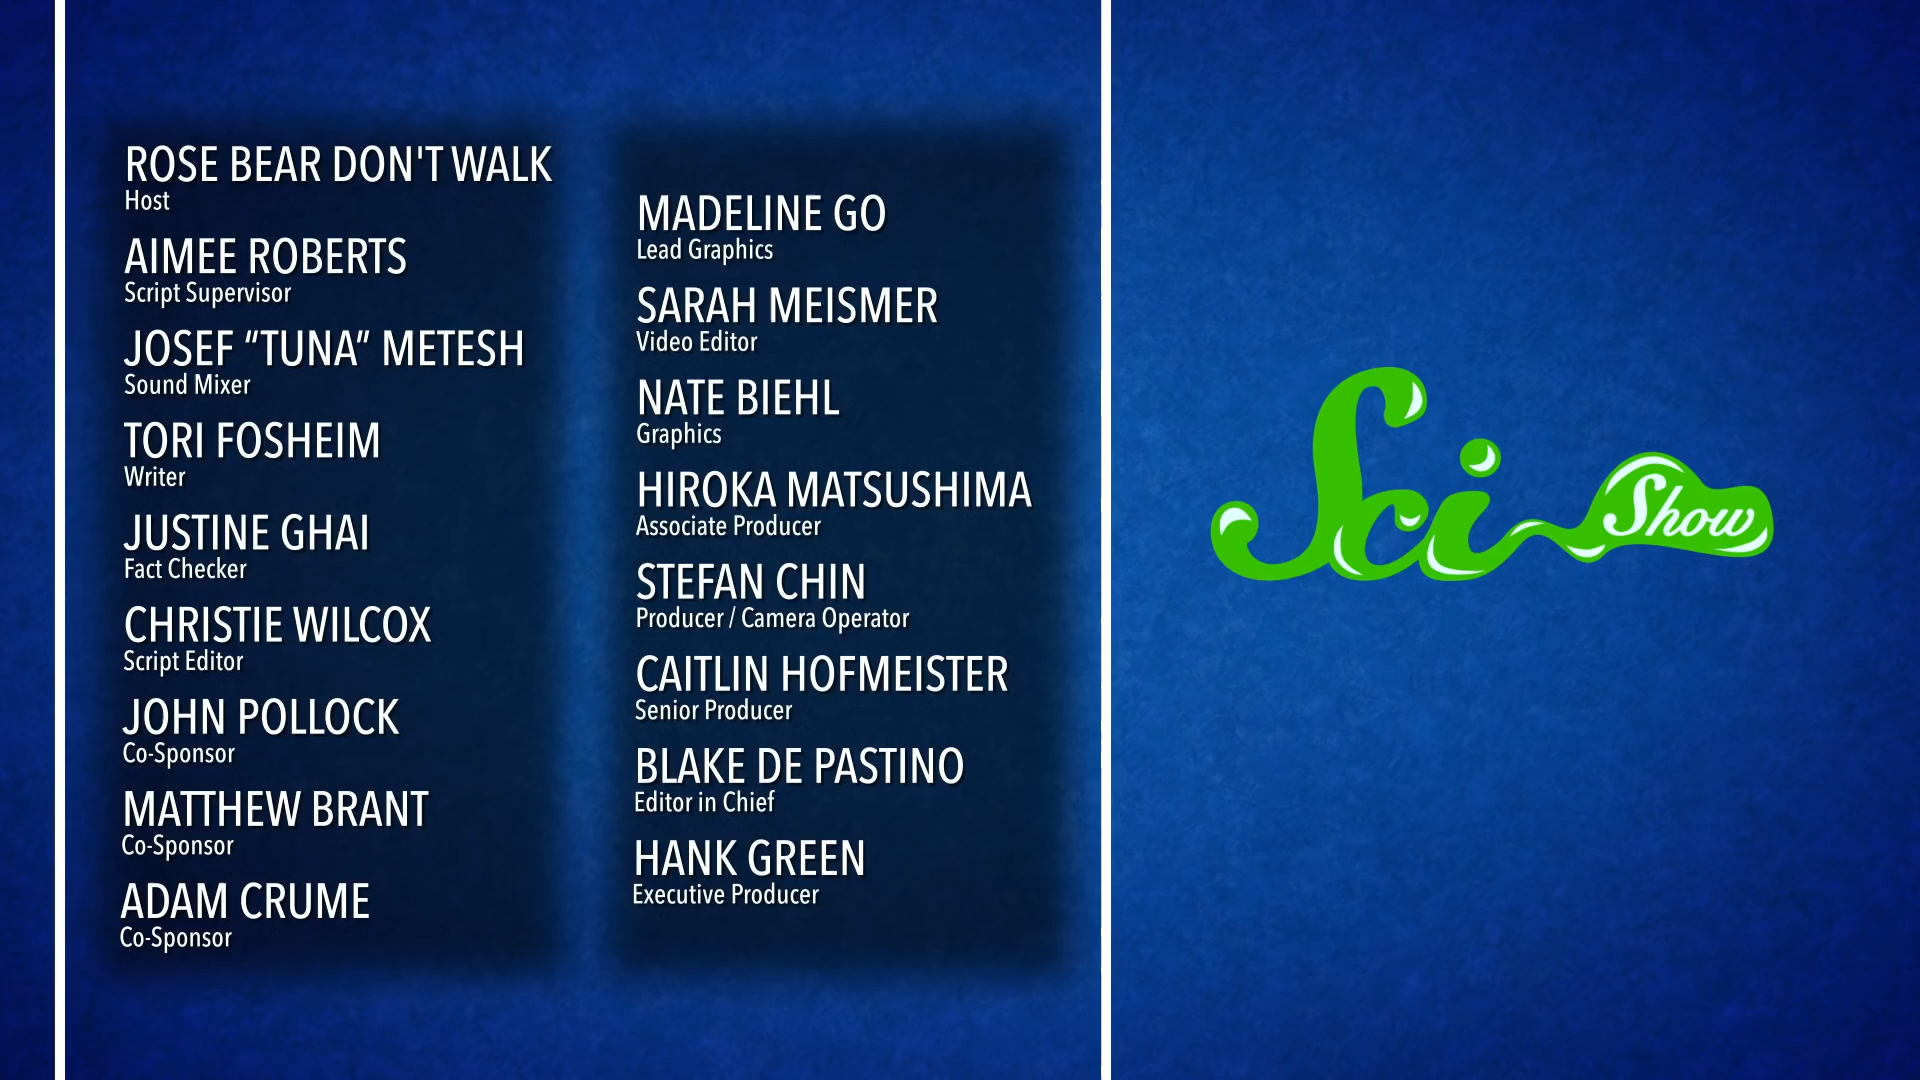 ROSE BEAR DON'T WALK
Host
AIMEE ROBERTS
Script Supervisor
JOSEF “TUNA” METESH
Sound Mixer
TORI FOSHEIM
Writer
JUSTINE GHAI
Fact Checker
CHRISTIE WILCOX
Script Editor
JOHN POLLOCK
Co-Sponsor
MATTHEW BRANT
Co-Sponsor
ADAM CRUME
Co-Sponsor
MADELINE GO
Lead Graphics
SARAH MEISMER
Video Editor
NATE BIEHL
Graphics
HIROKA MATSUSHIMA
Associate Producer
STEFAN CHIN
Producer / Camera Operator
CAITLIN HOFMEISTER
Senior Producer
BLAKE DE PASTINO
Editor in Chief
HANK GREEN
Executive Producer
Sci Show